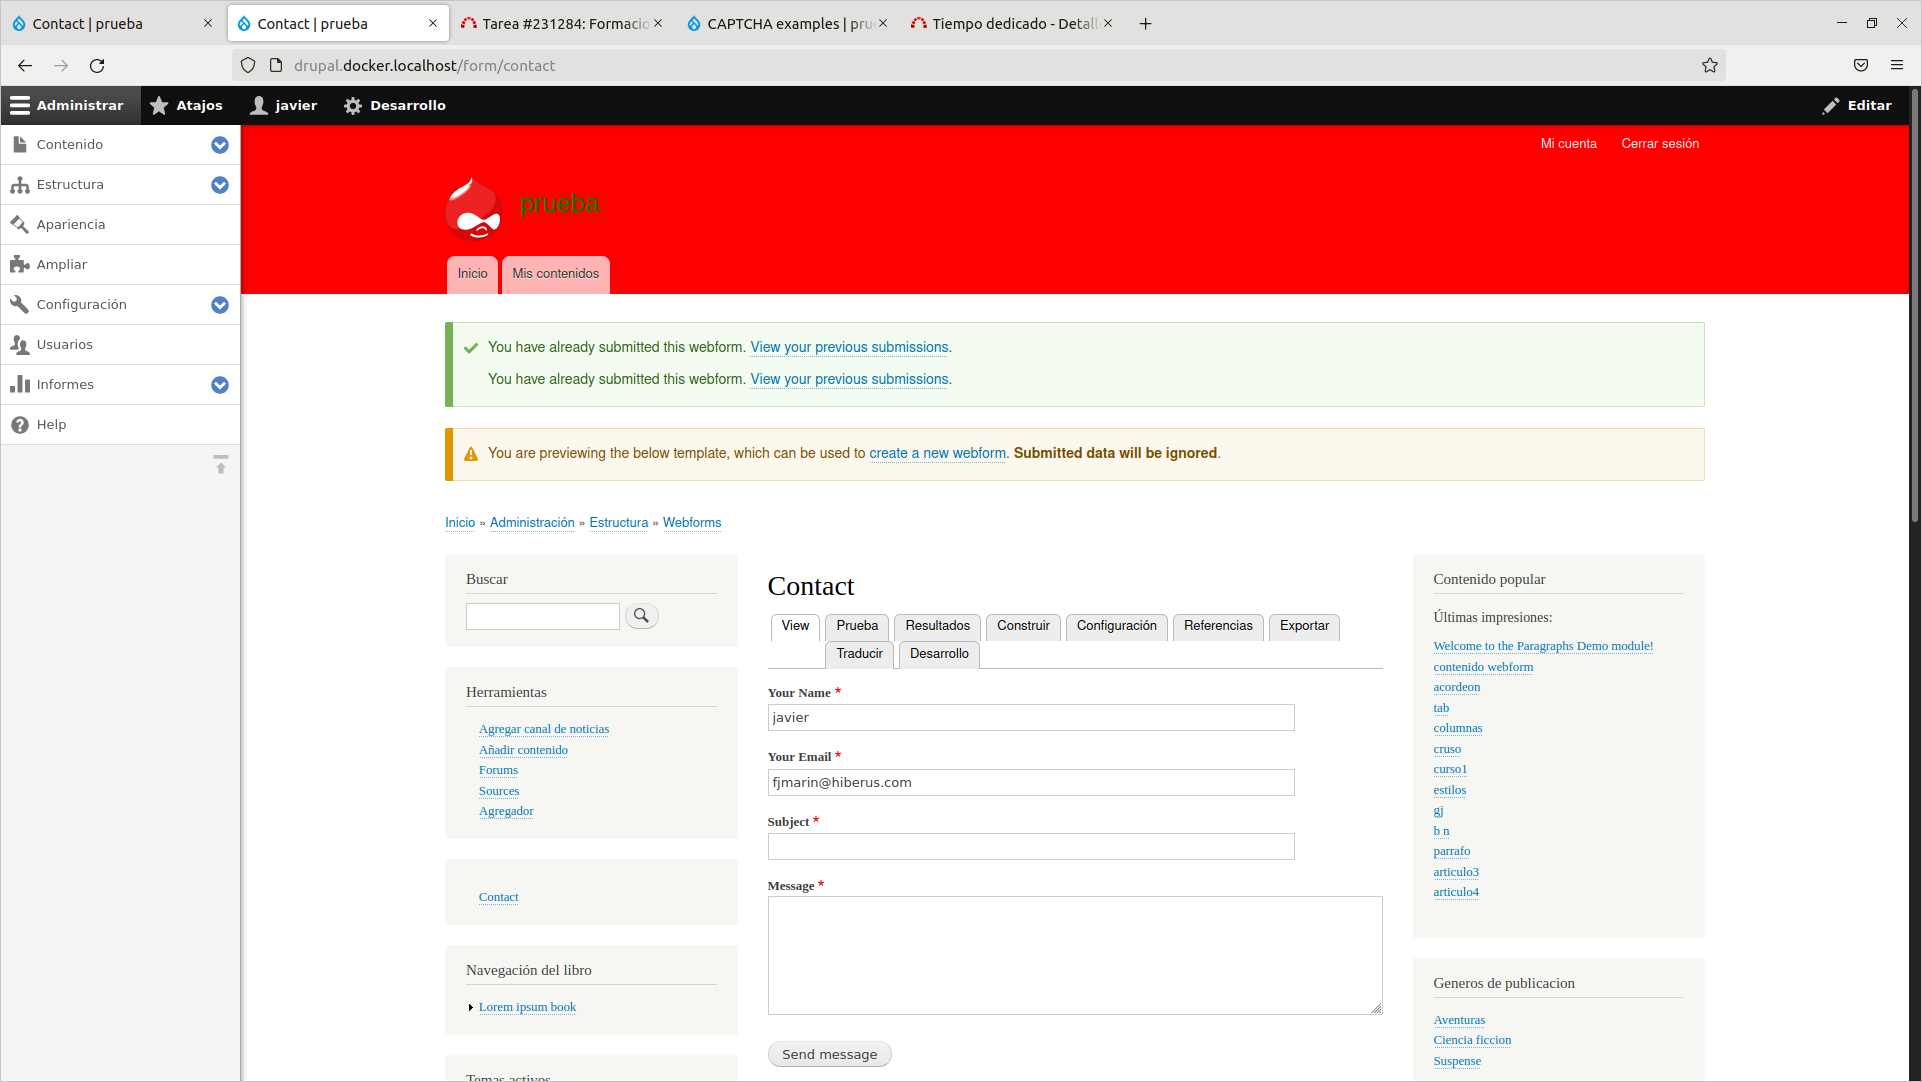 Contact | prueba
Contact | prueba
Tarea #231284: Formacio
CAPTCHA examples | pru
Tiempo dedicado - Detall
drupal.docker.localhost/form/contact
Administrar
Atajos
javier
Desarrollo
Editar
Contenido
Estructura
Apariencia
Ampliar
Configuración
Usuarios
Informes
Help
Mi cuenta
Cerrar sesión
prueba
Inicio
Mis contenidos
You have already submitted this webform. View your previous submissions.
You have already submitted this webform. View your previous submissions.
You are previewing the below template, which can be used to create a new webform. Submitted data will be ignored.
Inicio » Administración » Estructura » Webforms
Buscar
Herramientas
Agregar canal de noticias
Añadir contenido
Forums
Sources
Agregador
Contact
Navegación del libro
Lorem ipsum book
Temas activos
Contact
View
Prueba
Resultados
Construir
Configuración
Referencias
Exportar
Traducir
Desarrollo
Your Name *
javier
Your Email *
fjmarin@hiberus.com
Subject *
Message *
Send message
Contenido popular
Últimas impresiones:
Welcome to the Paragraphs Demo module!
contenido webform
acordeon
tab
columnas
cruso
curso1
estilos
gj
b n
parrafo
articulo3
articulo4
Generos de publicacion
Aventuras
Ciencia ficcion
Suspense